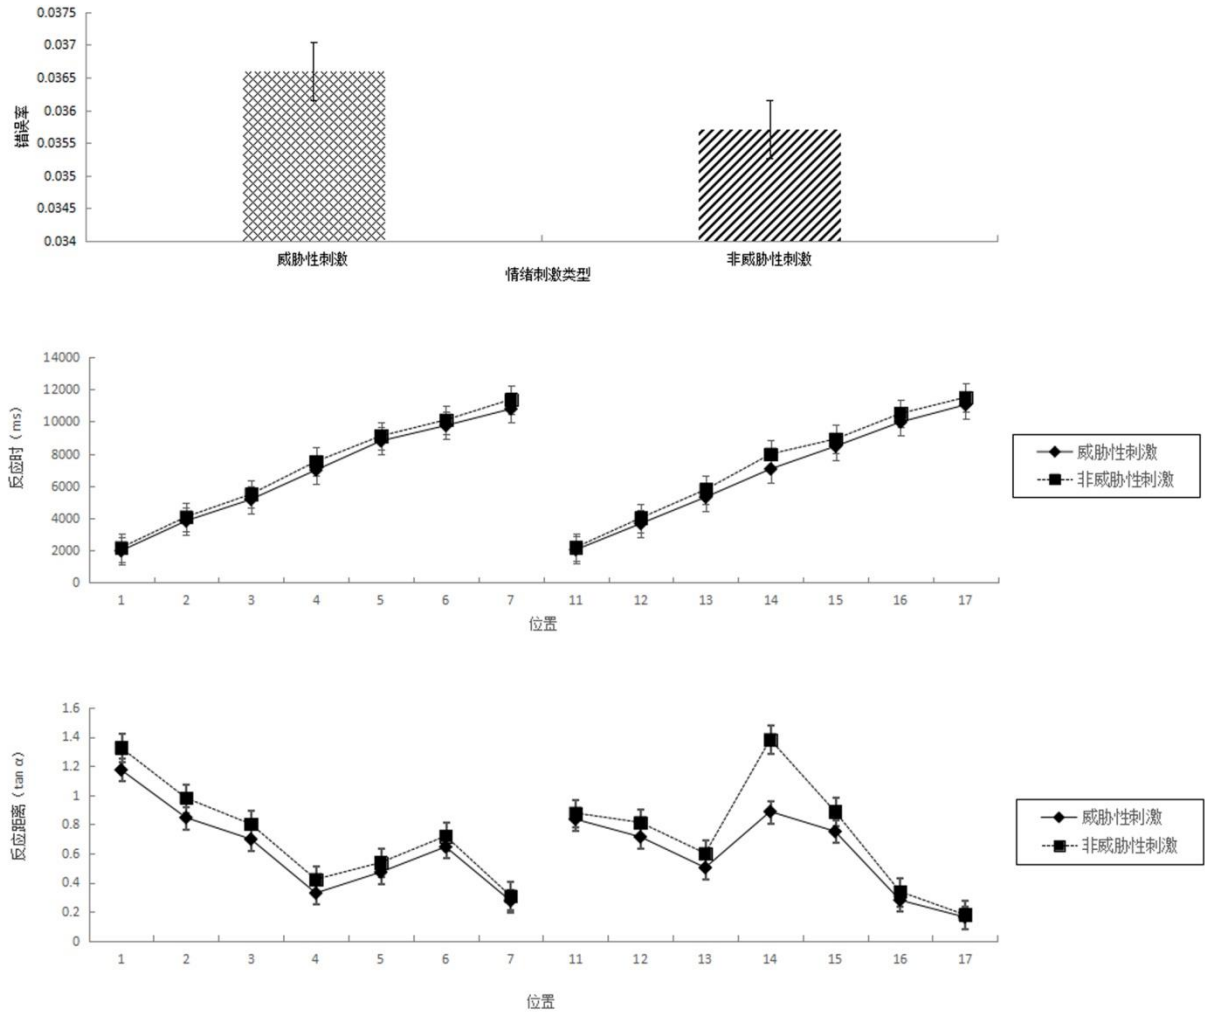 0.0375
0.037
0.0365
0.036
0.0355
0.035
0.0345
0.034
错误率
威胁性刺激
非威胁性刺激
情绪刺激类型
14000
12000
10000
8000
6000
4000
2000
0
反应时（ms）
1 2 3 4 5 6 7 11 12 13 14 15 16 17
位置
威胁性刺激
非威胁性刺激
1.6
1.4
1.2
1
0.8
0.6
0.4
0.2
0
反应距离（tan α）
1 2 3 4 5 6 7 11 12 13 14 15 16 17
位置
威胁性刺激
非威胁性刺激